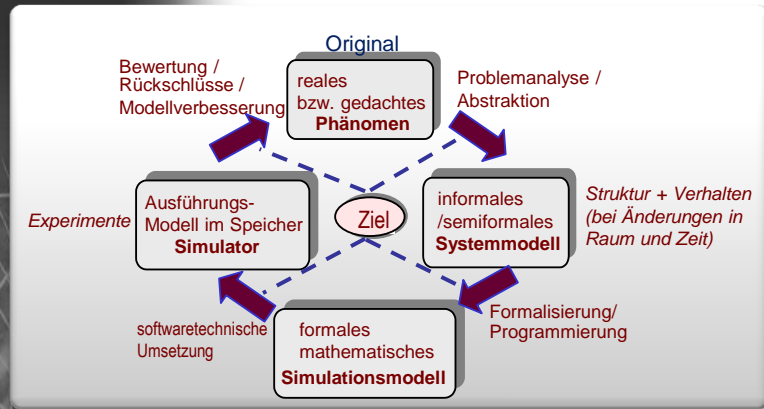 Original
Bewertung /
Rückschlüsse /
Modellverbesserung
reales
bzw. gedachtes
Phänomen
Problemanalyse /
Abstraktion
Experimente
Ausführungs-
Modell im Speicher
Simulator
Ziel
informales
/semiformales
Systemmodell
Struktur + Verhalten
(bei Änderungen in
Raum und Zeit)
softwaretechnische
Umsetzung
formales
mathematisches
Simulationsmodell
Formalisierung/
Programmierung